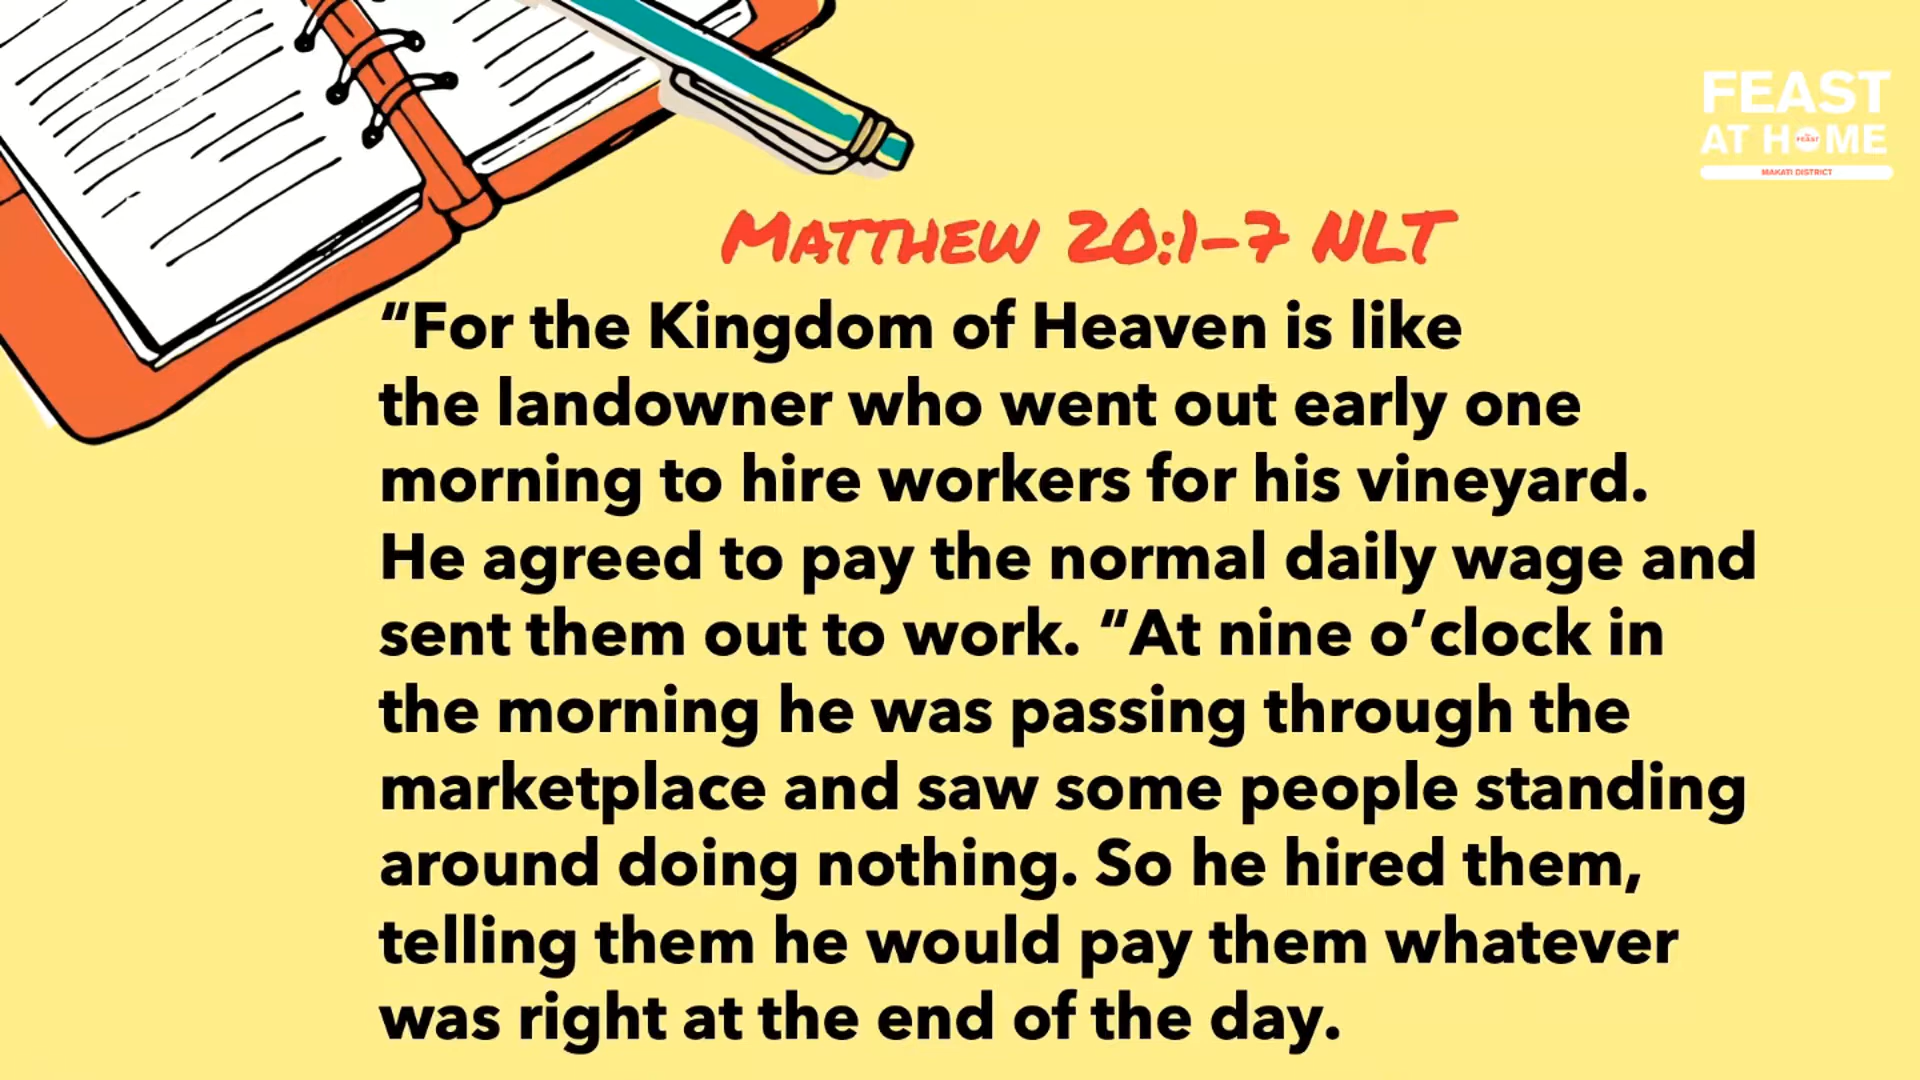 FEAST
AT HOME
FEAST
MAKATI DISTRICT
MATTHEW 20:1-7 NLT
“For the Kingdom of Heaven is like
the landowner who went out early one
morning to hire workers for his vineyard.
He agreed to pay the normal daily wage and
sent them out to work. “At nine o’clock in
the morning he was passing through the
marketplace and saw some people standing
around doing nothing. So he hired them,
telling them he would pay them whatever
was right at the end of the day.